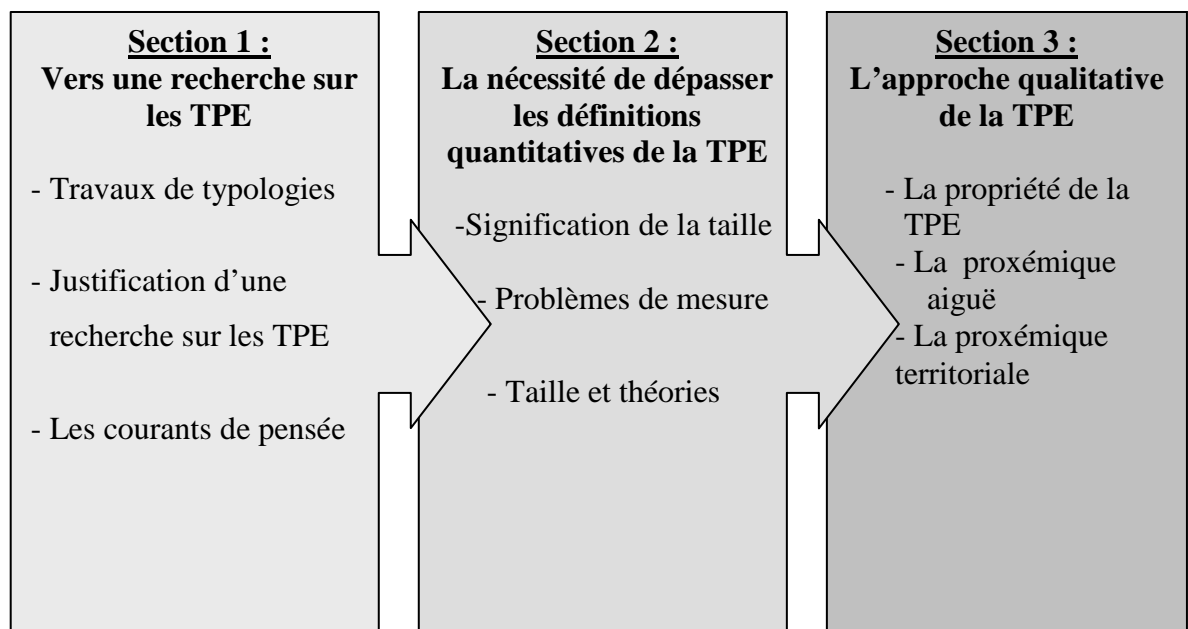 Section 1 :
Vers une recherche sur
les TPE
- Travaux de typologies
- Justification d’une
recherche sur les TPE
- Les courants de pensée
Section 2 :
La nécessité de dépasser
les définitions
quantitatives de la TPE
-Signification de la taille
- Problèmes de mesure
- Taille et théories
Section 3 :
L’approche qualitative
de la TPE
- La propriété de la
TPE
- La proxémique
aiguë
- La proxémique
territoriale